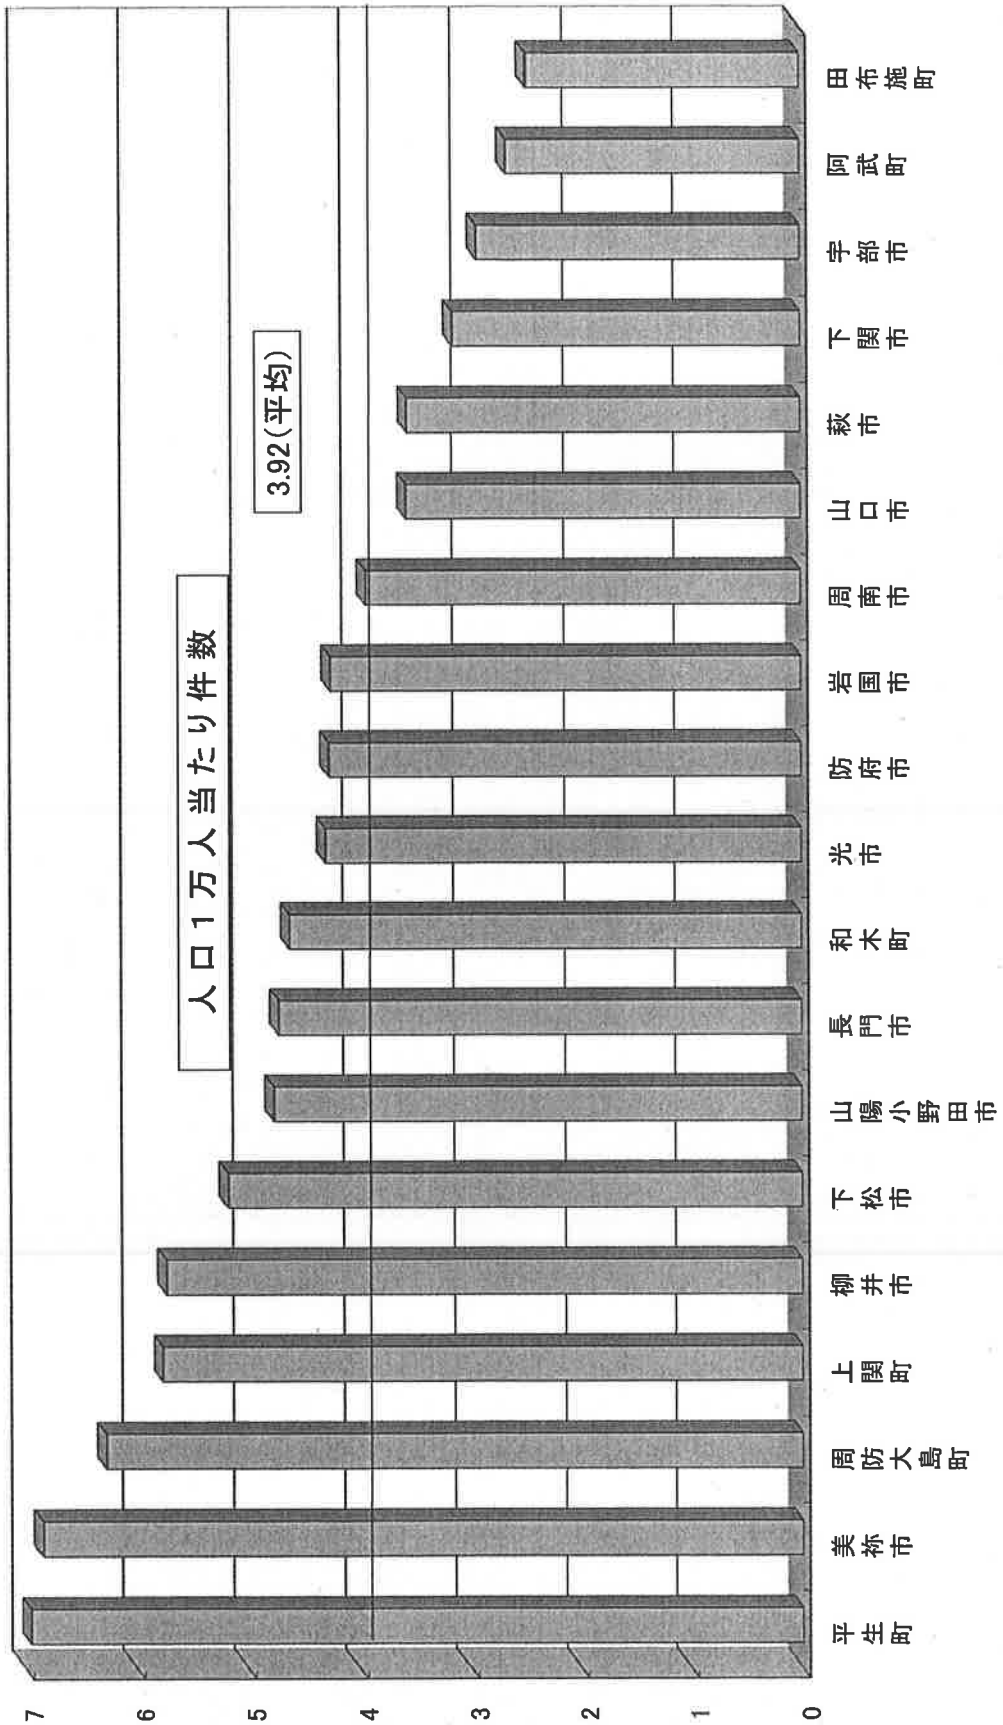 人口1万人当たり件数
3.92(平均)
7
6
5
4
3
2
1
0
平生町
美祢市
周防大島町
上関町
柳井市
下松市
山陽小野田市
長門市
和木町
光市
防府市
岩国市
周南市
山口市
萩市
下関市
宇部市
阿武町
田布施町